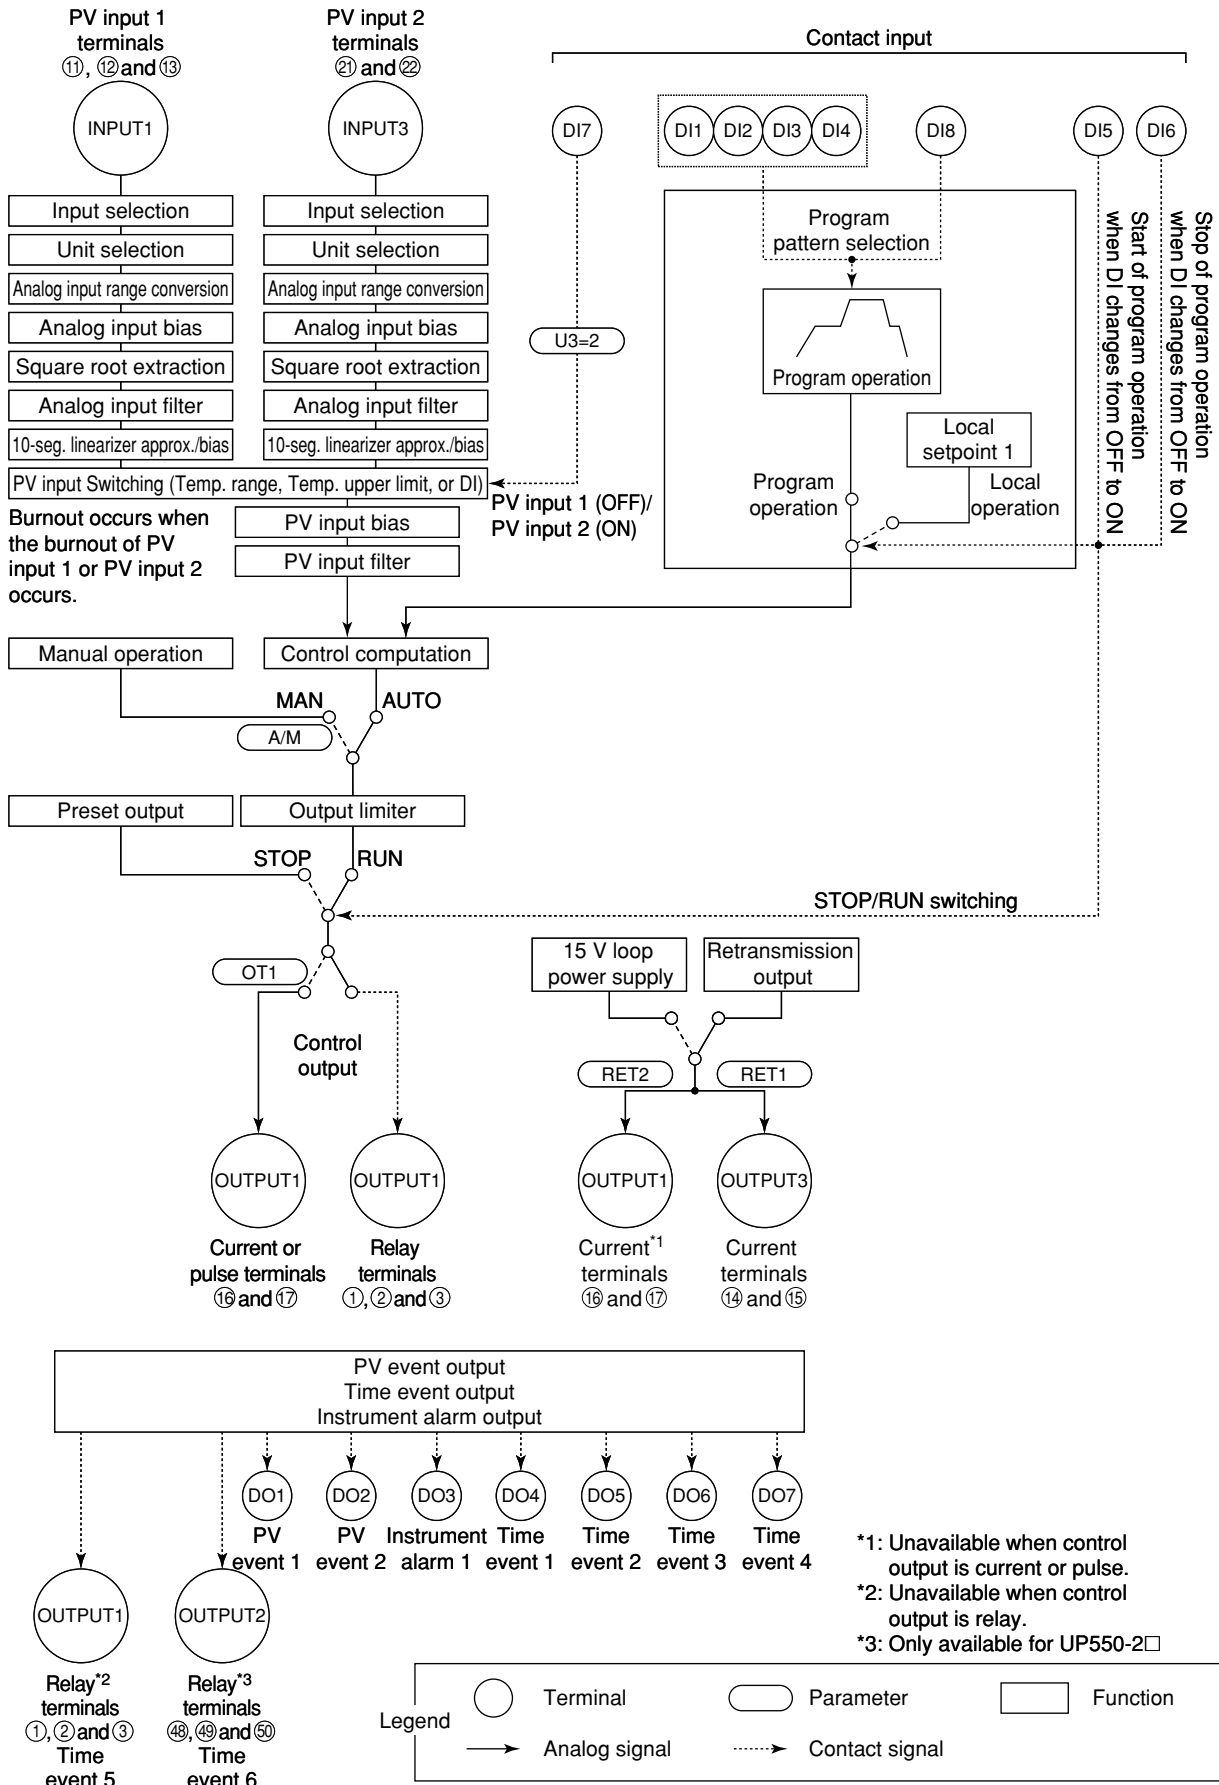 PV input 1
terminals
⑪, ⑫ and ⑬
INPUT1
Input selection
Unit selection
Analog input range conversion
Analog input bias
Square root extraction
Analog input filter
10-seg. linearizer approx./bias
PV input 2
terminals
㉑ and ㉒
INPUT3
Input selection
Unit selection
Analog input range conversion
Analog input bias
Square root extraction
Analog input filter
10-seg. linearizer approx./bias
PV input Switching (Temp. range, Temp. upper limit, or DI)
Burnout occurs when
the burnout of PV
input 1 or PV input 2
occurs.
PV input bias
PV input filter
Contact input
DI7
DI1
DI2
DI3
DI4
DI8
DI5
DI6
U3=2
PV input 1 (OFF)/
PV input 2 (ON)
Program
pattern selection
Program operation
Local
setpoint 1
Program
operation
Local
operation
Start of program operation
when DI changes from OFF to ON
Stop of program operation
when DI changes from OFF to ON
Manual operation
Control computation
MAN
AUTO
A/M
Preset output
Output limiter
STOP
RUN
STOP/RUN switching
OT1
Control
output
15 V loop
power supply
Retransmission
output
RET2
RET1
OUTPUT1
OUTPUT1
OUTPUT1
OUTPUT3
Current or
pulse terminals
⑯ and ⑰
Relay
terminals
①, ② and ③
Current*1
terminals
⑯ and ⑰
Current
terminals
⑭ and ⑮
PV event output
Time event output
Instrument alarm output
DO1
DO2
DO3
DO4
DO5
DO6
DO7
PV
event 1
PV
event 2
Instrument
alarm 1
Time
event 1
Time
event 2
Time
event 3
Time
event 4
OUTPUT1
OUTPUT2
Relay*2
terminals
①, ② and ③
Time
event 5
Relay*3
terminals
㊽, ㊾ and ㊿
Time
event 6
*1: Unavailable when control
output is current or pulse.
*2: Unavailable when control
output is relay.
*3: Only available for UP550-2□
Legend
Terminal
Parameter
Function
Analog signal
Contact signal